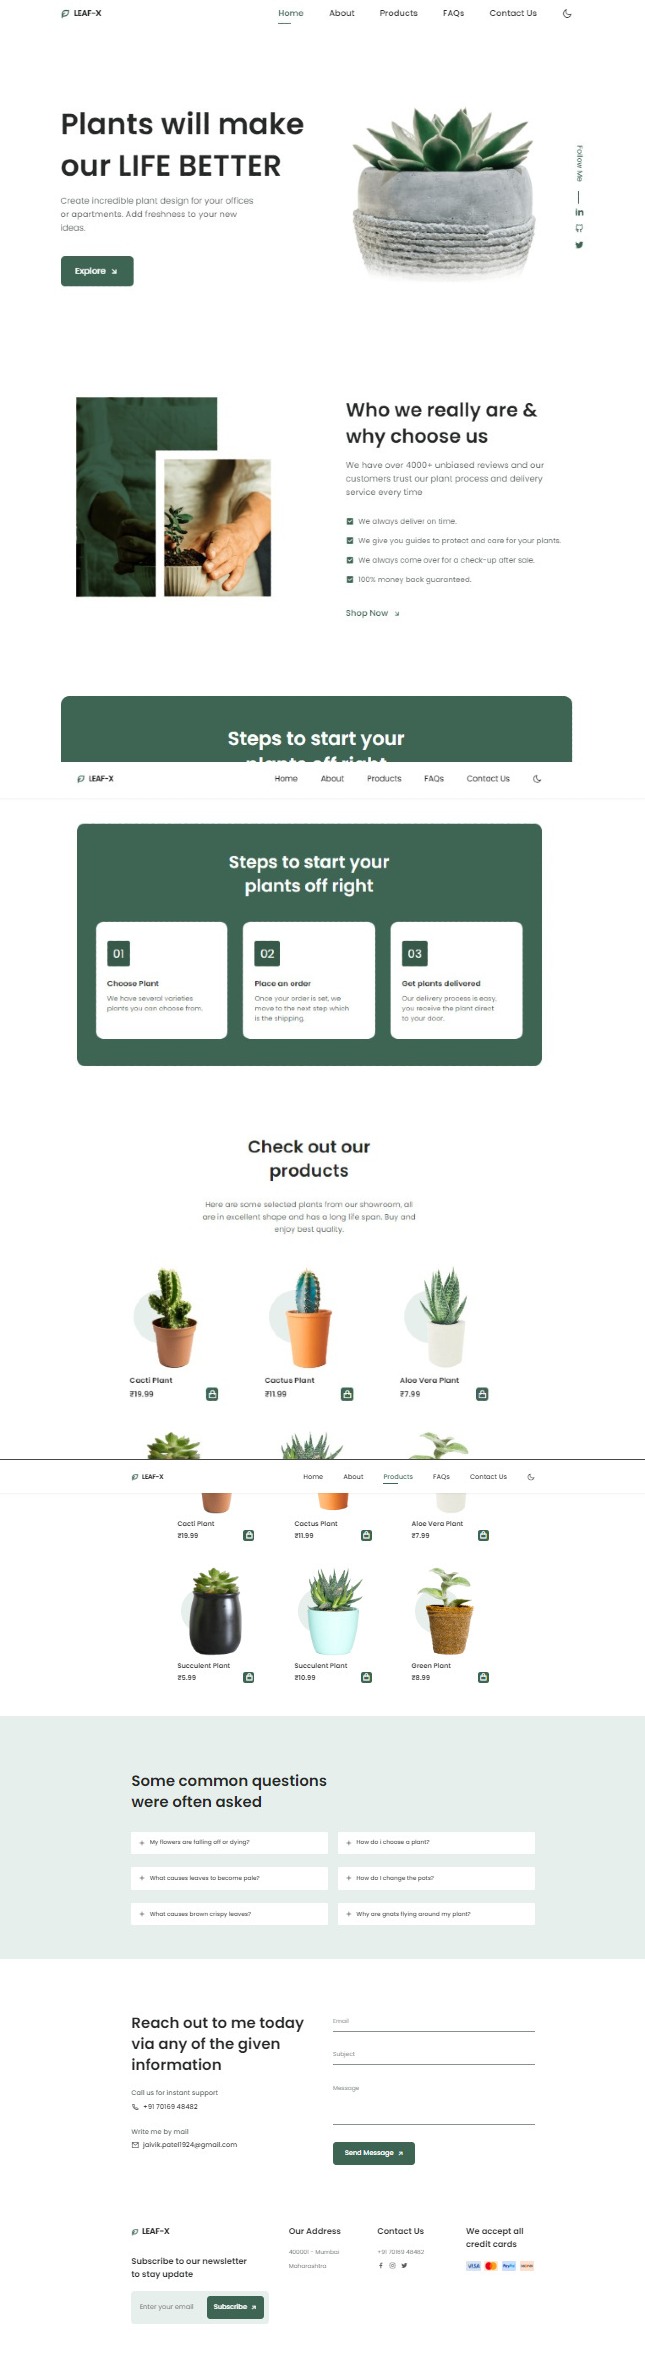 LEAF-X
Home About Products FAQs Contact Us
Plants will make
our LIFE BETTER
Create incredible plant design for your offices
or apartments. Add freshness to your new
ideas.
Explore
Follow Me
Who we really are &
why choose us
We have over 4000+ unbiased reviews and our
customers trust our plant process and delivery
service every time
We always deliver on time.
We give you guides to protect and care for your plants.
We always come over for a check-up after sale.
100% money back guaranteed.
Shop Now
Steps to start your
plants off right
LEAF-X
Home About Products FAQs Contact Us
Steps to start your
plants off right
01
Choose Plant
We have several varieties
plants you can choose from.
02
Place an order
Once your order is set, we
move to the next step which
is the shipping.
03
Get plants delivered
Our delivery process is easy,
you receive the plant direct
to your door.
Check out our
products
Here are some selected plants from our showroom, all
are in excellent shape and has a long life span. Buy and
enjoy best quality.
Cacti Plant
₹19.99
Cactus Plant
₹11.99
Aloe Vera Plant
₹7.99
LEAF-X
Home About Products FAQs Contact Us
Cacti Plant
₹19.99
Cactus Plant
₹11.99
Aloe Vera Plant
₹7.99
Succulent Plant
₹5.99
Succulent Plant
₹10.99
Green Plant
₹8.99
Some common questions
were often asked
My flowers are falling off or dying?
How do i choose a plant?
What causes leaves to become pale?
How do I change the pots?
What causes brown crispy leaves?
Why are gnats flying around my plant?
Reach out to me today
via any of the given
information
Call us for instant support
+91 70169 48482
Write me by mail
jaivik.patel1924@gmail.com
Email
Subject
Message
Send Message
LEAF-X
Subscribe to our newsletter
to stay update
Enter your email
Subscribe
Our Address
400001 - Mumbai
Maharashtra
Contact Us
+91 70169 48482
We accept all
credit cards
VISA
PayPal